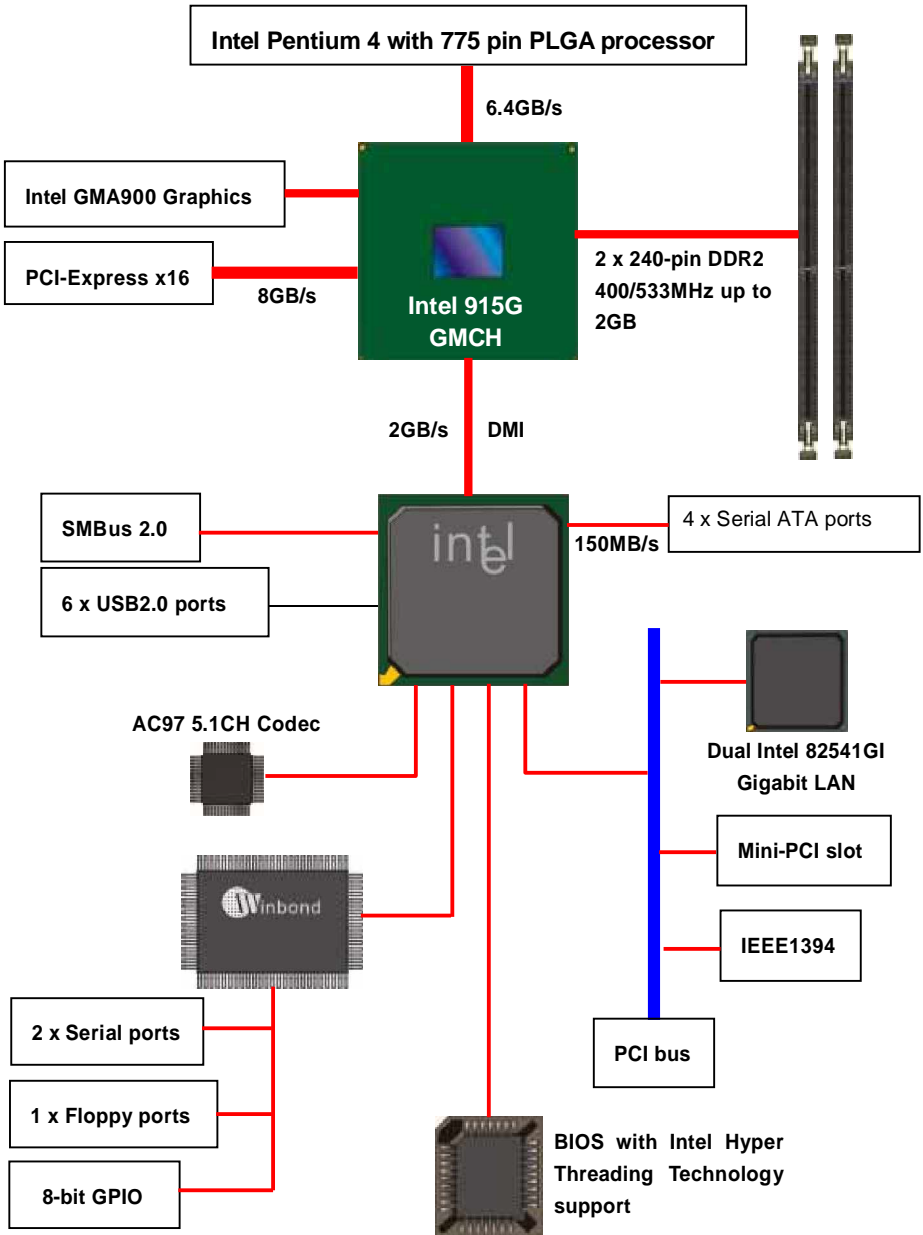 Intel Pentium 4 with 775 pin PLGA processor
6.4GB/s
Intel GMA900 Graphics
PCI-Express x16
8GB/s
Intel 915G
GMCH
2 x 240-pin DDR2
400/533MHz up to
2GB
2GB/s
DMI
SMBus 2.0
6 x USB2.0 ports
intel
4 x Serial ATA ports
150MB/s
AC97 5.1CH Codec
Dual Intel 82541GI
Gigabit LAN
Mini-PCI slot
Winbond
IEEE1394
2 x Serial ports
PCI bus
1 x Floppy ports
8-bit GPIO
BIOS with Intel Hyper
Threading Technology
support